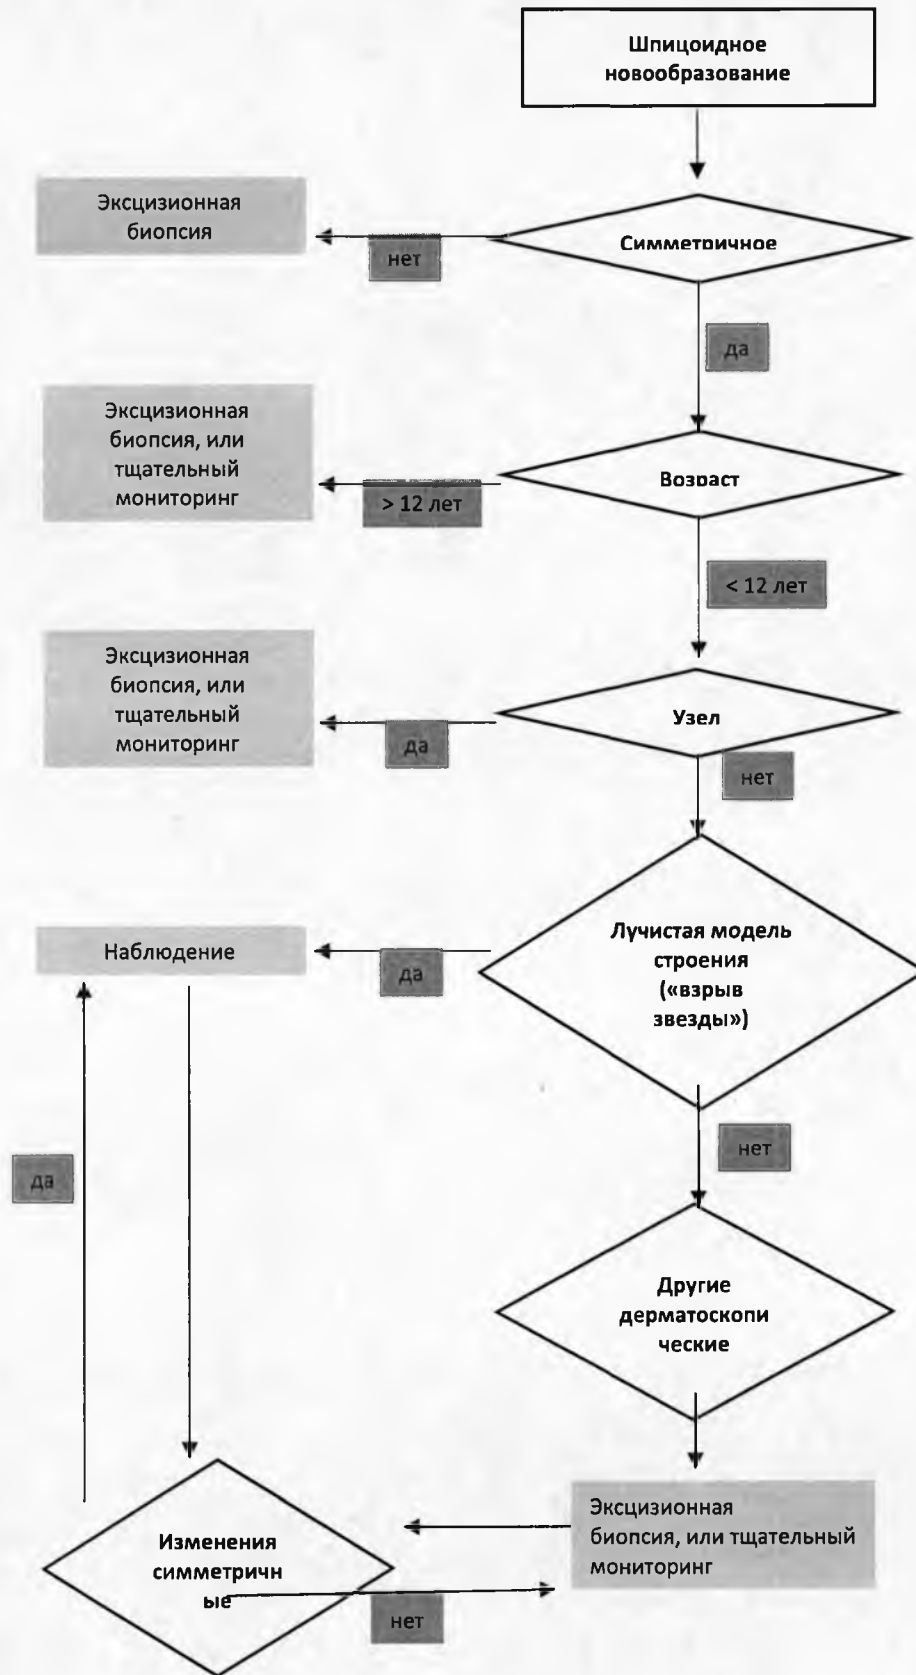 Шпицоидное
новообразование
Эксцизионная
биопсия
нет
Симметричное
да
Эксцизионная
биопсия, или
тщательный
мониторинг
> 12 лет
Возраст
< 12 лет
Эксцизионная
биопсия, или
тщательный
мониторинг
да
Узел
нет
Лучистая модель
строения
(«взрыв
звезды»)
Наблюдение
да
нет
да
Другие
дерматоскопи
ческие
Эксцизионная
биопсия, или тщательный
мониторинг
Изменения
симметричн
ые
нет